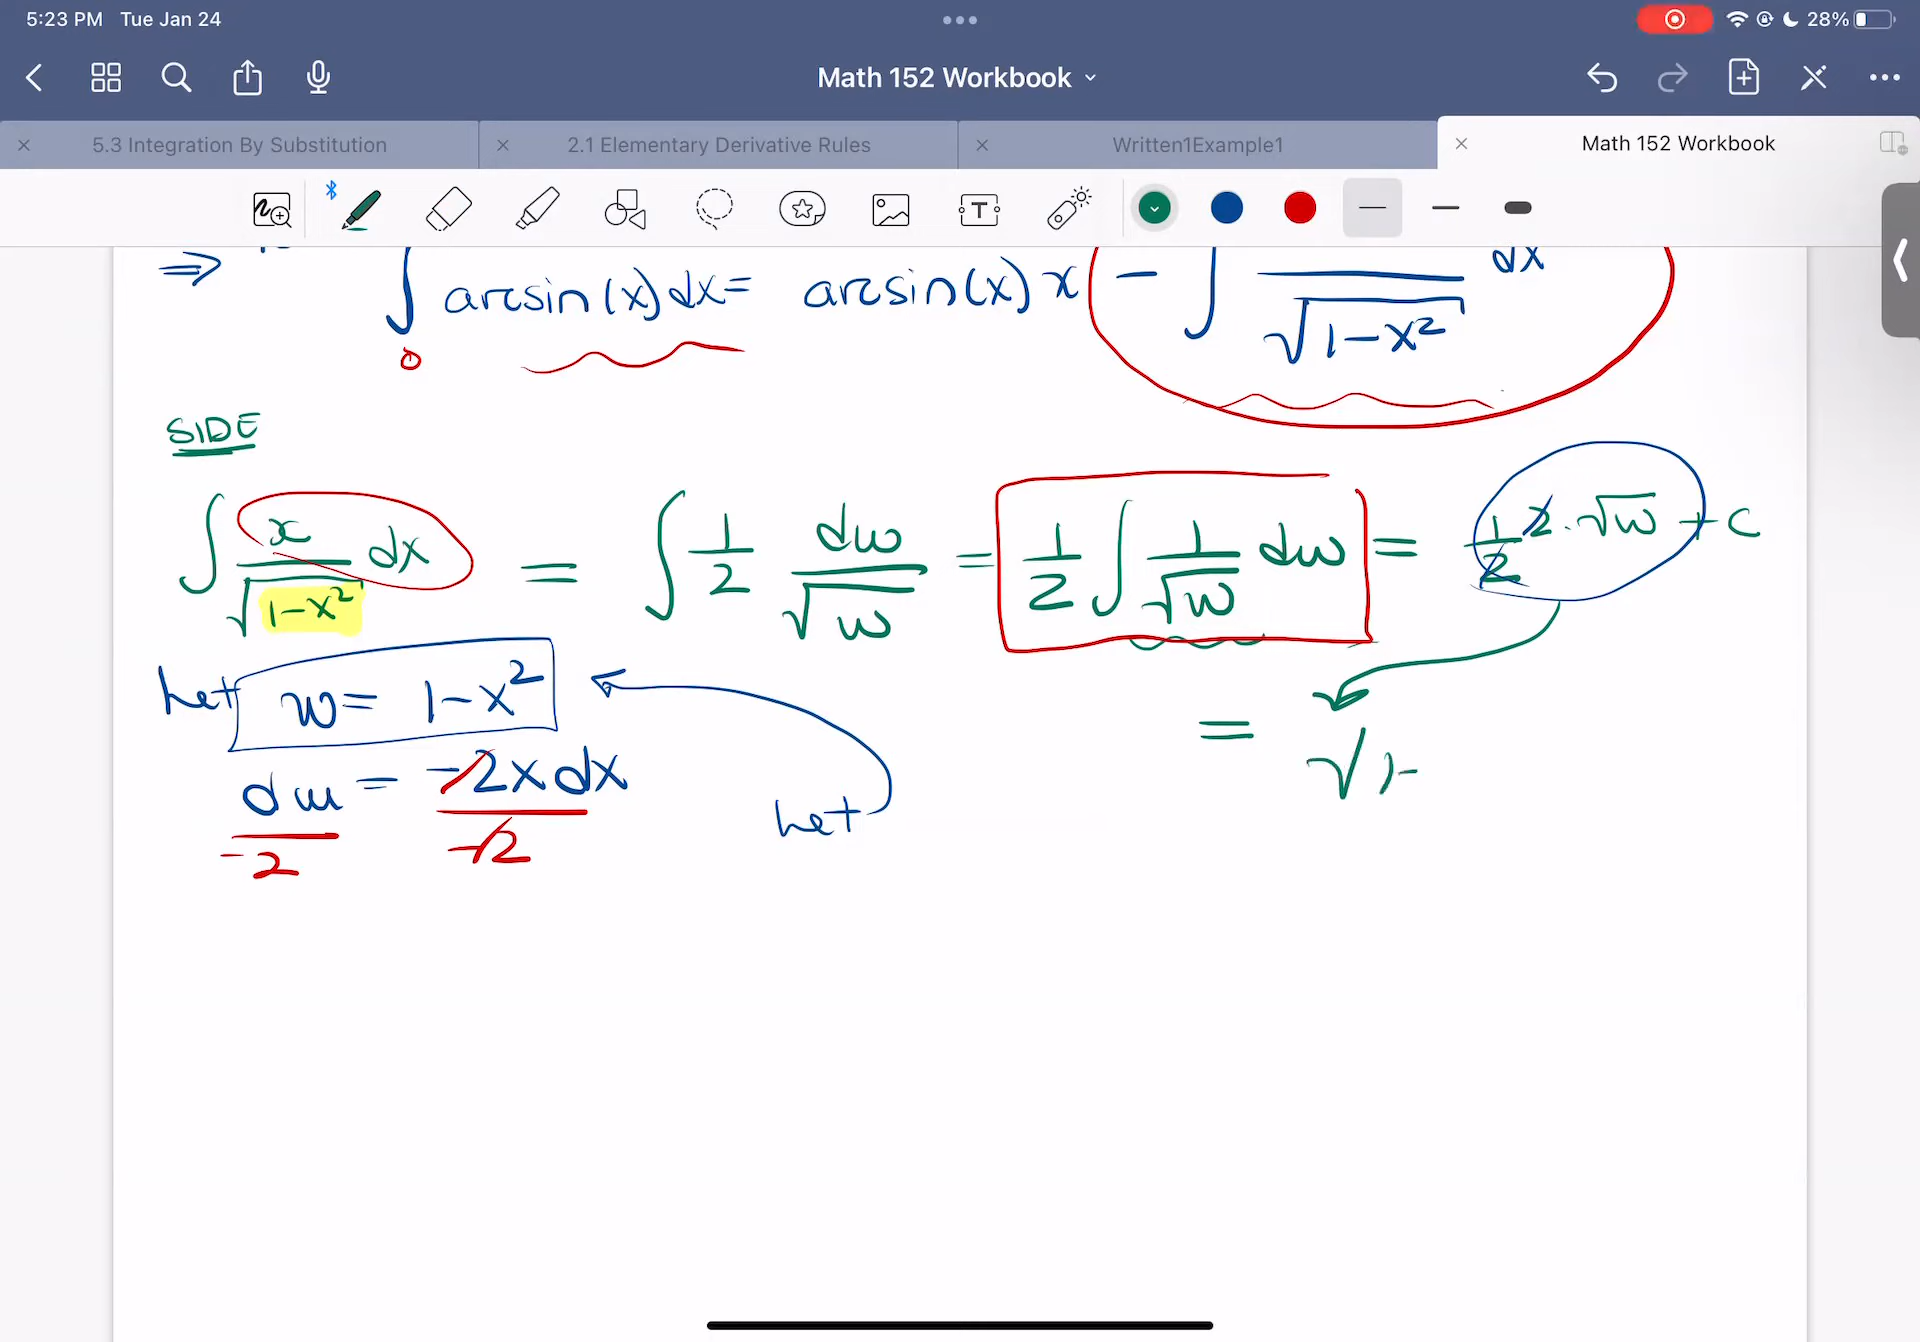 5:23 PM Tue Jan 24
28%
Math 152 Workbook
5.3 Integration By Substitution
2.1 Elementary Derivative Rules
Written1Example1
Math 152 Workbook
⇒ ∫ arcsin(x)dx = arcsin(x) x − ∫ —/√(1−x²) dx
0
SIDE
∫ x/√(1−x²) dx = ∫ 1/2 dw/√w = 1/2 ∫ 1/√w dw = 1/2 2·√w + C
Let w = 1−x²
= √1-
dw = -2x dx
-2 -2
Let